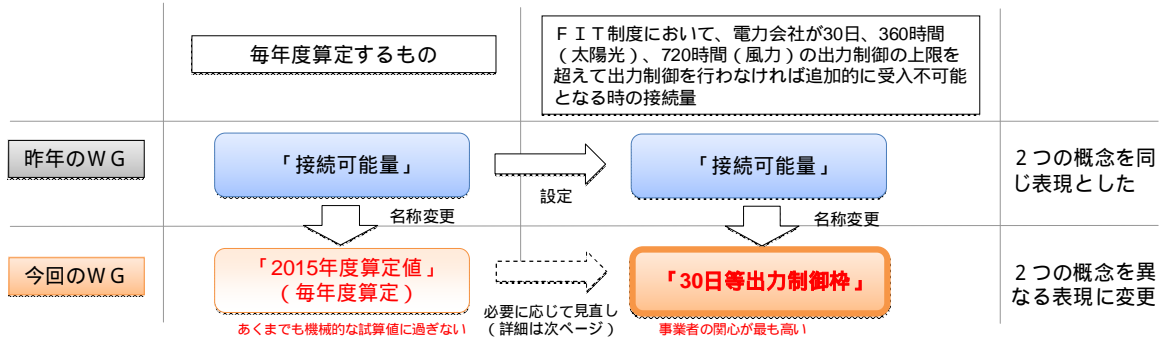 毎年度算定するもの
ＦＩＴ制度において、電力会社が30日、360時間
（太陽光）、720時間（風力）の出力制御の上限を
超えて出力制御を行わなければ追加的に受入不可能
となる時の接続量
昨年のＷＧ
「接続可能量」
設定
「接続可能量」
２つの概念を同
じ表現とした
名称変更
名称変更
今回のＷＧ
「2015年度算定値」
（毎年度算定）
あくまでも機械的な試算値に過ぎない
必要に応じて見直し
（詳細は次ページ）
「30日等出力制御枠」
事業者の関心が最も高い
２つの概念を異
なる表現に変更